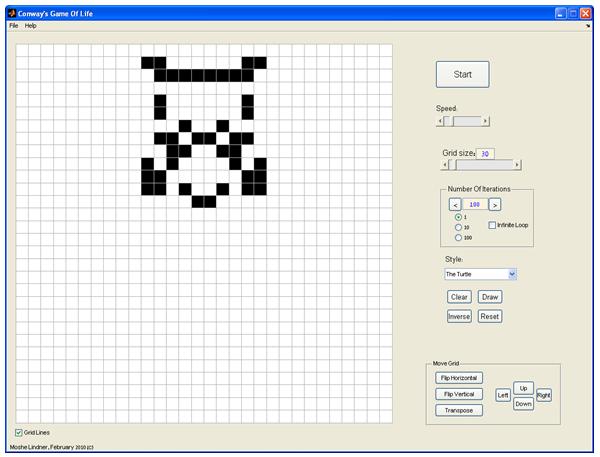 Conway's Game Of Life
File Help
Start
Speed:
Grid size:
30
Number Of Iterations
< 100 >
1
10
100
Infinite Loop
Style:
The Turtle
Clear Draw
Inverse Reset
Move Grid
Flip Horizontal
Flip Vertical
Transpose
Up
Left Right
Down
Grid Lines
Moshe Lindner, February 2010 (C)